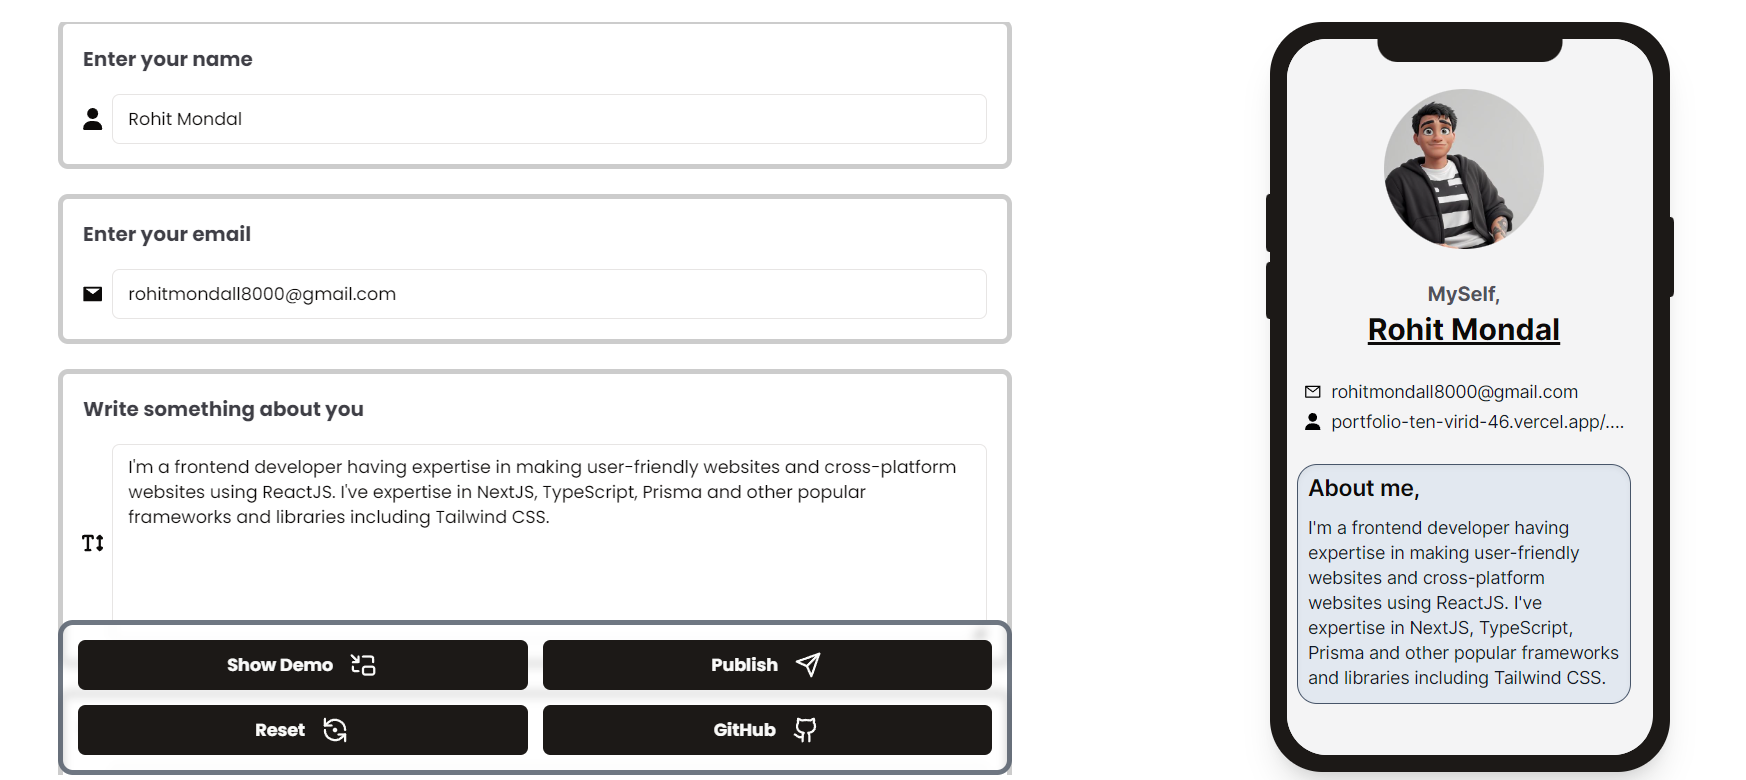 Enter your name
Rohit Mondal
Enter your email
rohitmondall8000@gmail.com
Write something about you
I'm a frontend developer having expertise in making user-friendly websites and cross-platform
websites using ReactJS. I've expertise in NextJS, TypeScript, Prisma and other popular
frameworks and libraries including Tailwind CSS.
Show Demo
Publish
Reset
GitHub
MySelf,
Rohit Mondal
rohitmondall8000@gmail.com
portfolio-ten-virid-46.vercel.app/....
About me,
I'm a frontend developer having
expertise in making user-friendly
websites and cross-platform
websites using ReactJS. I've
expertise in NextJS, TypeScript,
Prisma and other popular frameworks
and libraries including Tailwind CSS.